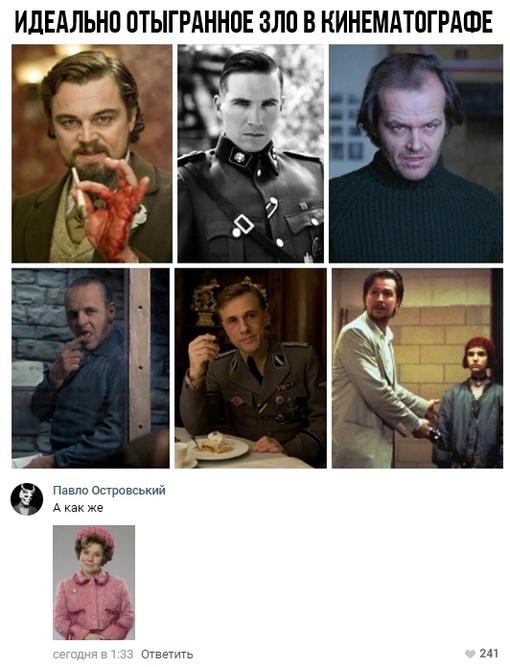 ИДЕАЛЬНО ОТЫГРАННОЕ ЗЛО В КИНЕМАТОГРАФЕ
Павло Островський
А как же
сегодня в 1:33 Ответить 241